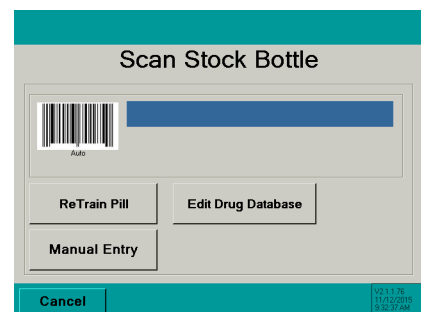 Scan Stock Bottle
Auto
ReTrain Pill
Edit Drug Database
Manual Entry
Cancel
V2.1.1.76
11/12/2015
9:32:37 AM